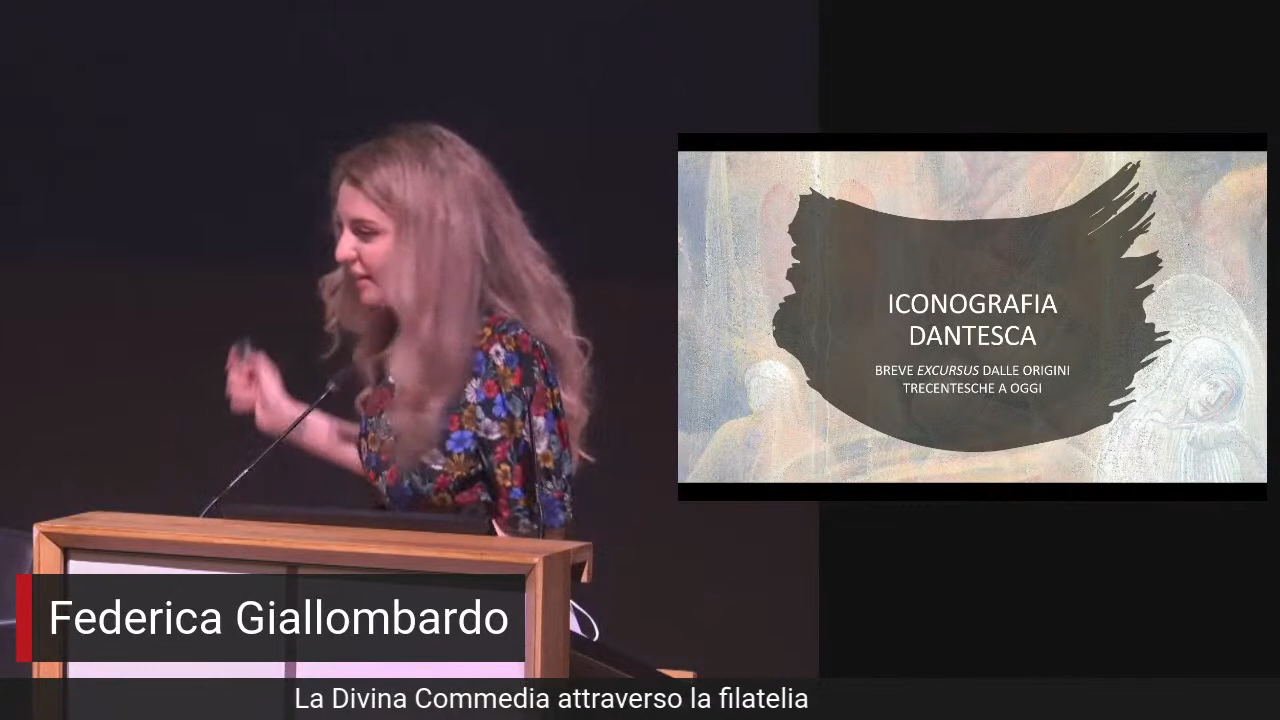 ICONOGRAFIA
DANTESCA
BREVE EXCURSUS DALLE ORIGINI
TRECENTESCHE A OGGI
Federica Giallombardo
La Divina Commedia attraverso la filatelia